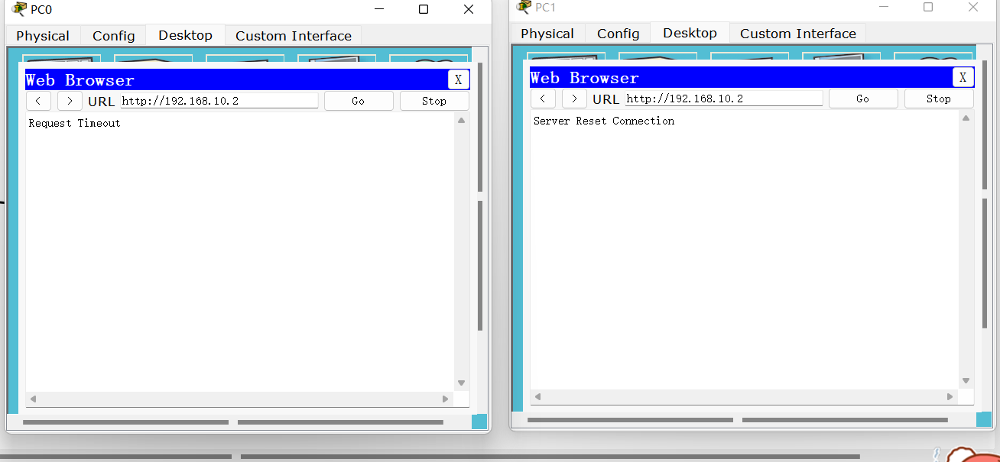 PC0
Physical Config Desktop Custom Interface
Web Browser X
< > URL http://192.168.10.2 Go Stop
Request Timeout
PC1
Physical Config Desktop Custom Interface
Web Browser X
< > URL http://192.168.10.2 Go Stop
Server Reset Connection